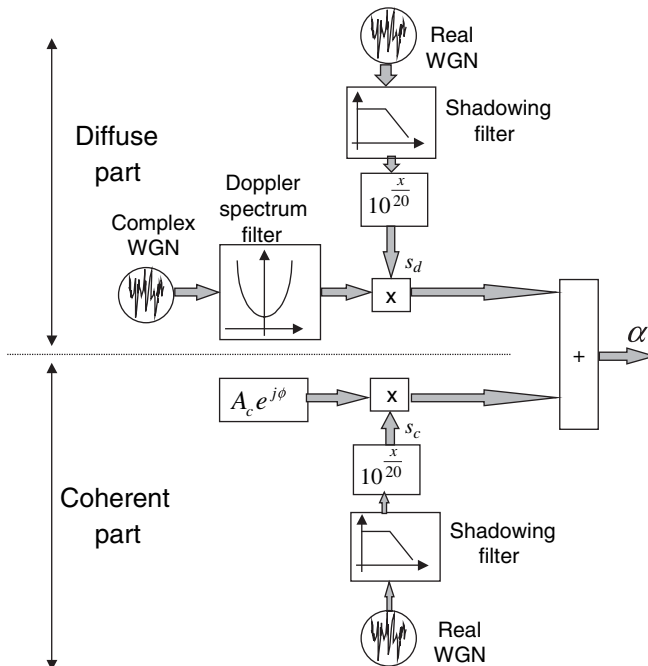 Real
WGN
Shadowing
filter
Diffuse
part
Doppler
spectrum
filter
10^{x/20}
Complex
WGN
s_d
x
+
α
A_c e^{jφ}
x
s_c
10^{x/20}
Coherent
part
Shadowing
filter
Real
WGN